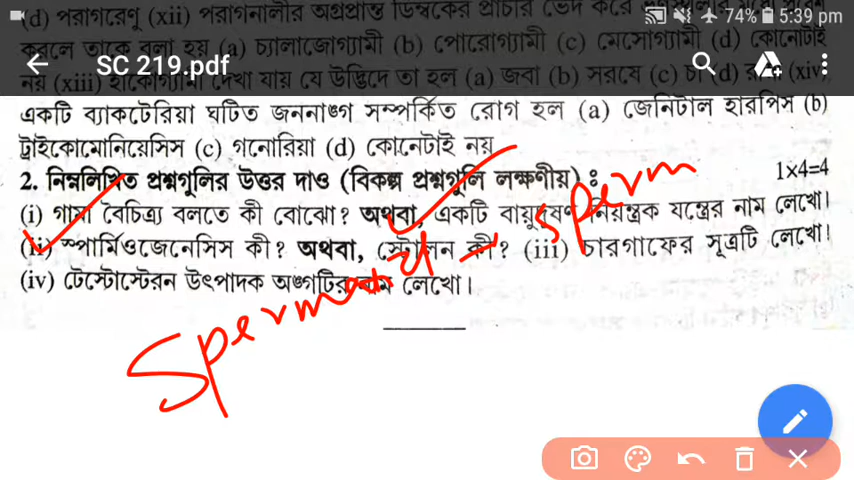 (d) পরাগরেণু (xii) পরাগনালীর অগ্রপ্রান্ত ডিম্বকের প্রাচীর ভেদ করে
74% 5:39 pm
করলে তাকে বলা হয় (a) চ্যালাজোগ্যামী (b) পোরোগ্যামী (c) মেসোগ্যামী (d) কোনোটাই
SC 219.pdf
নয় (xiii) হার্কোগ্যামী দেখা যায় যে উদ্ভিদে তা হল (a) জবা (b) সরষে (c) চা (d) (xiv)
একটি ব্যাকটেরিয়া ঘটিত জননাঙ্গ সম্পর্কিত রোগ হল (a) জেনিটাল হারপিস (b)
ট্রাইকোমোনিয়েসিস (c) গনোরিয়া (d) কোনেটাই নয়
2. নিম্নলিখিত প্রশ্নগুলির উত্তর দাও (বিকল্প প্রশ্নগুলি লক্ষণীয়) : 1×4=4
(i) গামা বৈচিত্র্য বলতে কী বোঝো? অথবা, একটি বায়ুদূষণ নিয়ন্ত্রক যন্ত্রের নাম লেখো।
(ii) স্পার্মিওজেনেসিস কী? অথবা, স্টোলন কী? (iii) চারগাফের সূত্রটি লেখো।
(iv) টেস্টোস্টেরন উৎপাদক অঙ্গটির নাম লেখো।
sperm